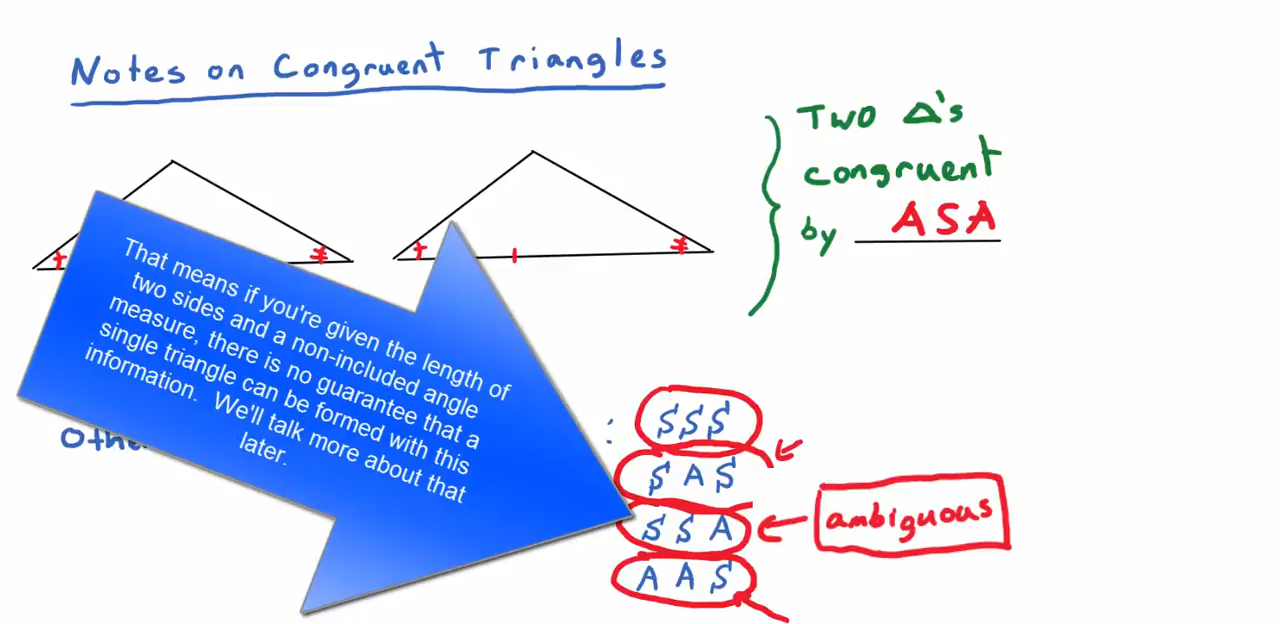 Notes on Congruent Triangles
Two Δ's
congruent
by ASA
That means if you're given the length of
two sides and a non-included angle
measure, there is no guarantee that a
single triangle can be formed with this
information. We'll talk more about that
later.
: SSS
SAS
SSA
ambiguous
AAS